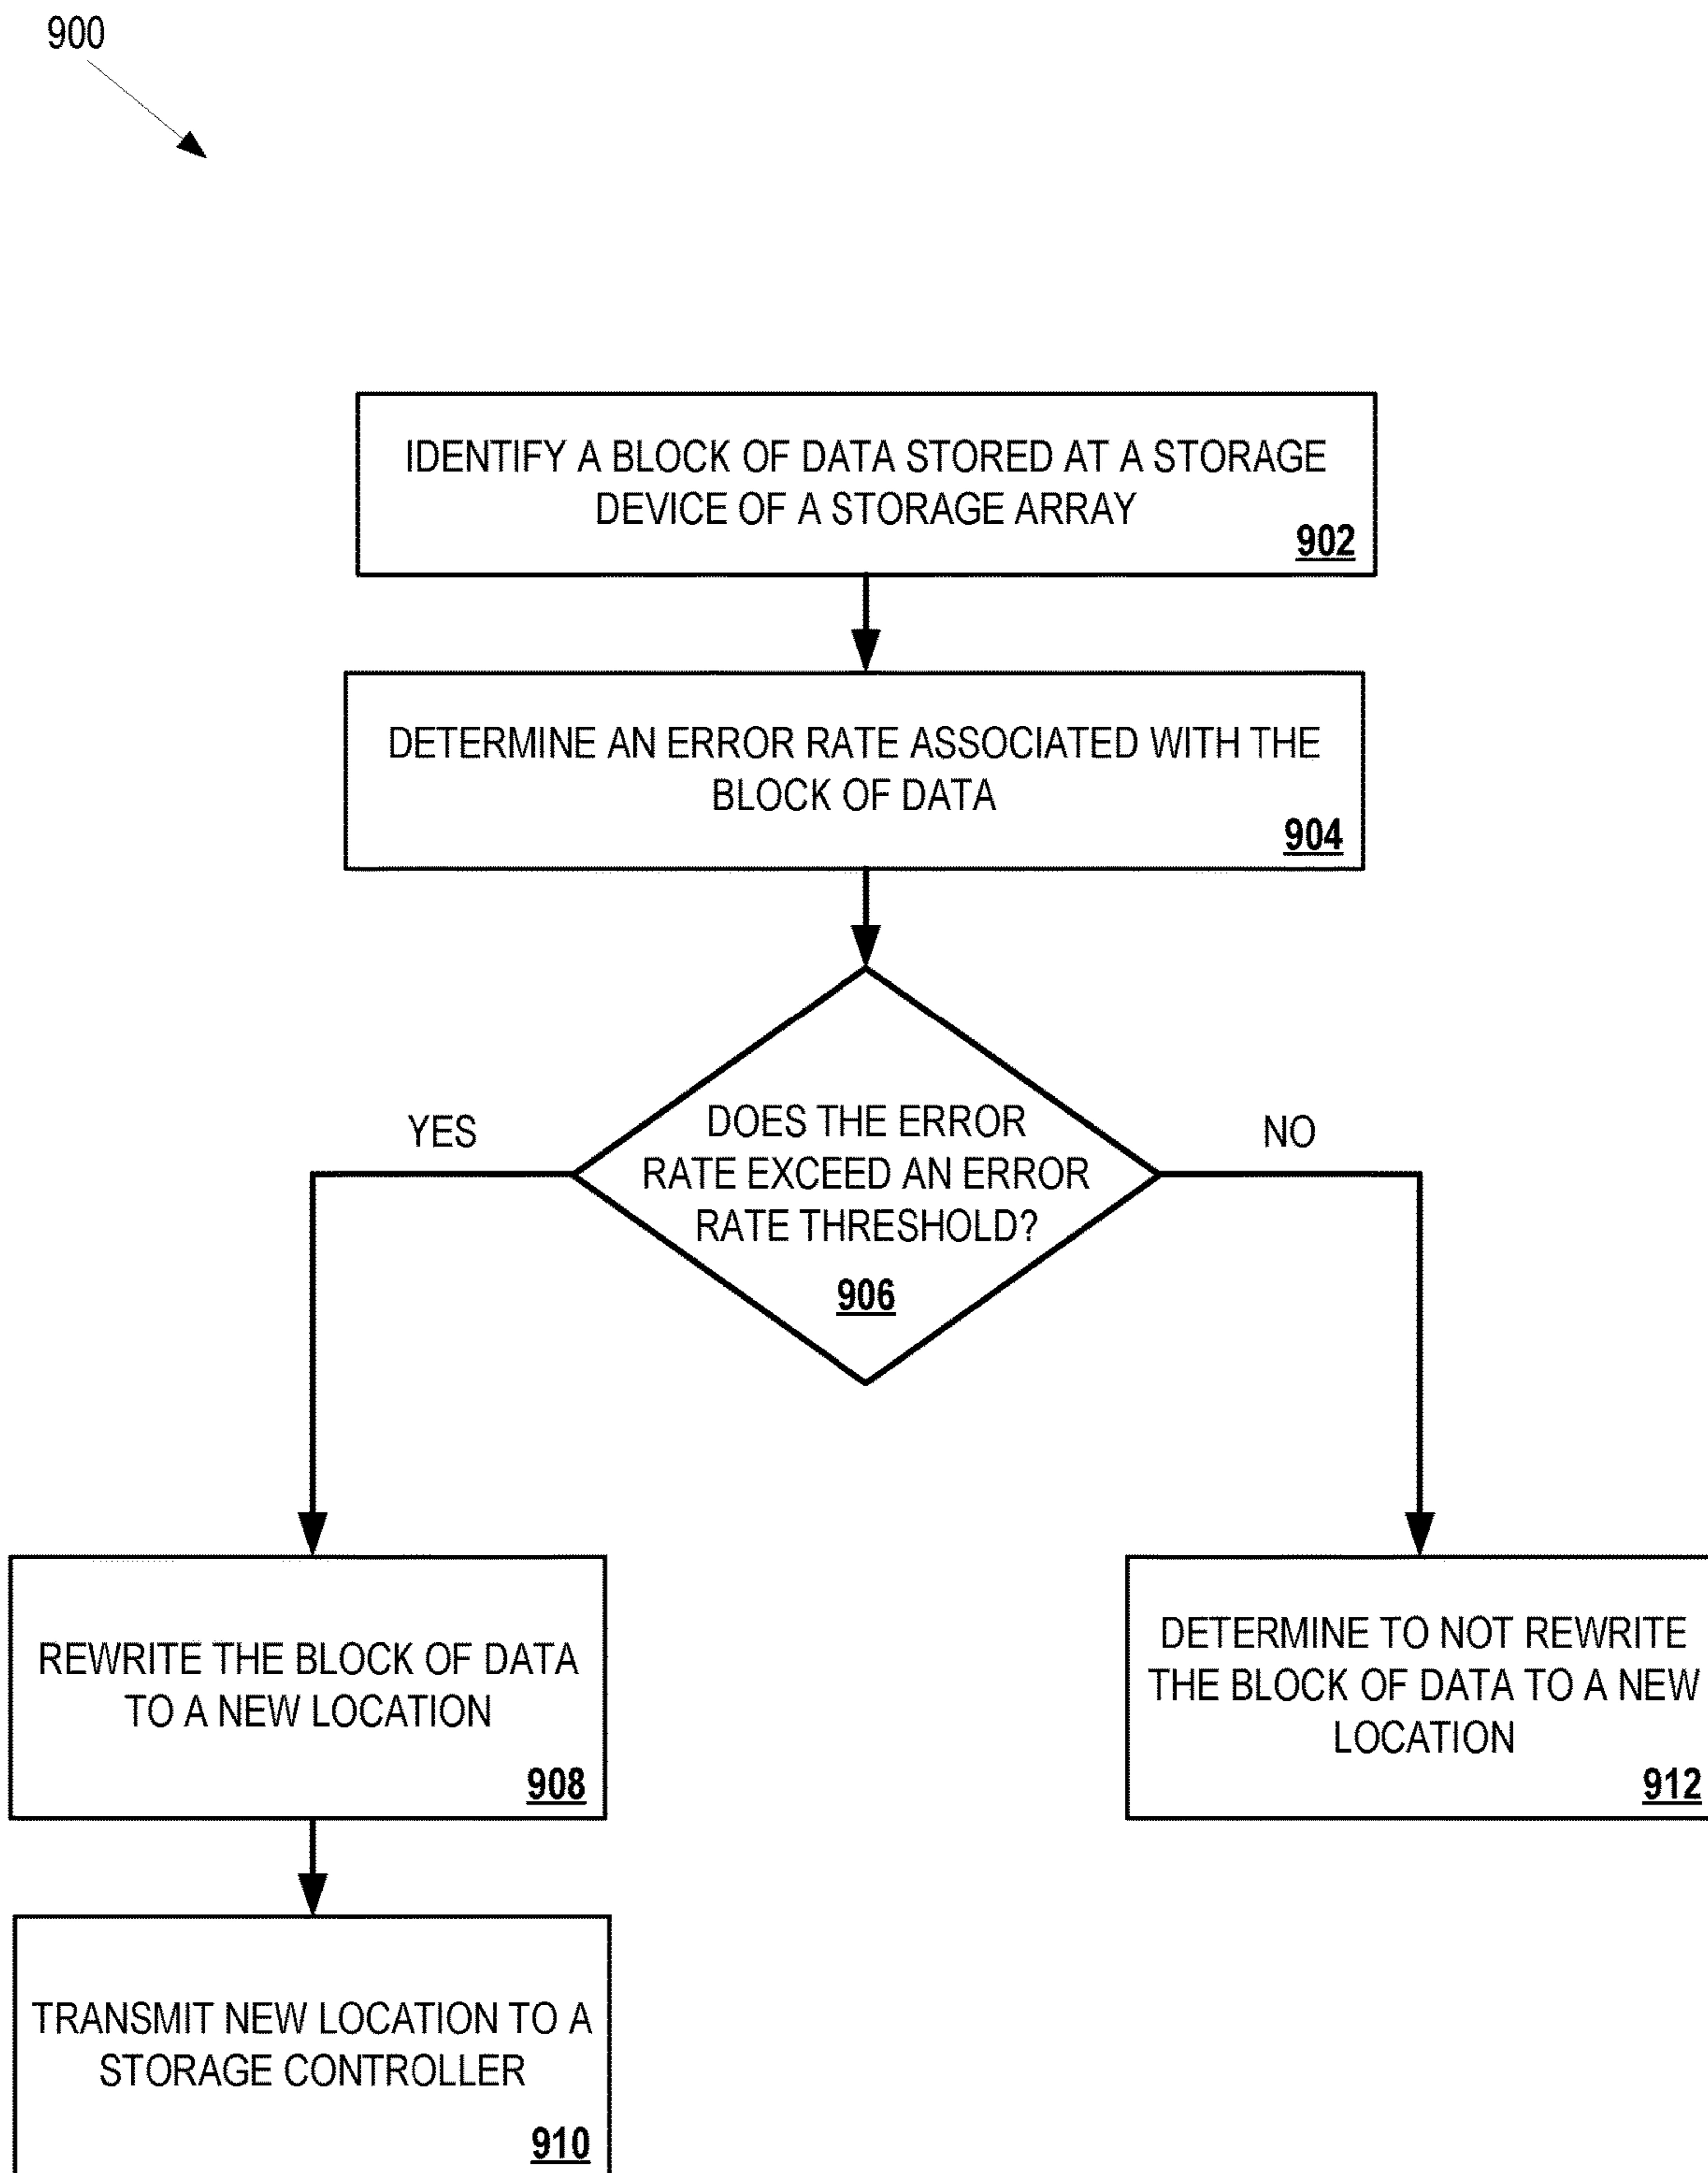 900
IDENTIFY A BLOCK OF DATA STORED AT A STORAGE
DEVICE OF A STORAGE ARRAY
902
DETERMINE AN ERROR RATE ASSOCIATED WITH THE
BLOCK OF DATA
904
DOES THE ERROR
RATE EXCEED AN ERROR
RATE THRESHOLD?
906
YES
NO
REWRITE THE BLOCK OF DATA
TO A NEW LOCATION
908
DETERMINE TO NOT REWRITE
THE BLOCK OF DATA TO A NEW
LOCATION
912
TRANSMIT NEW LOCATION TO A
STORAGE CONTROLLER
910